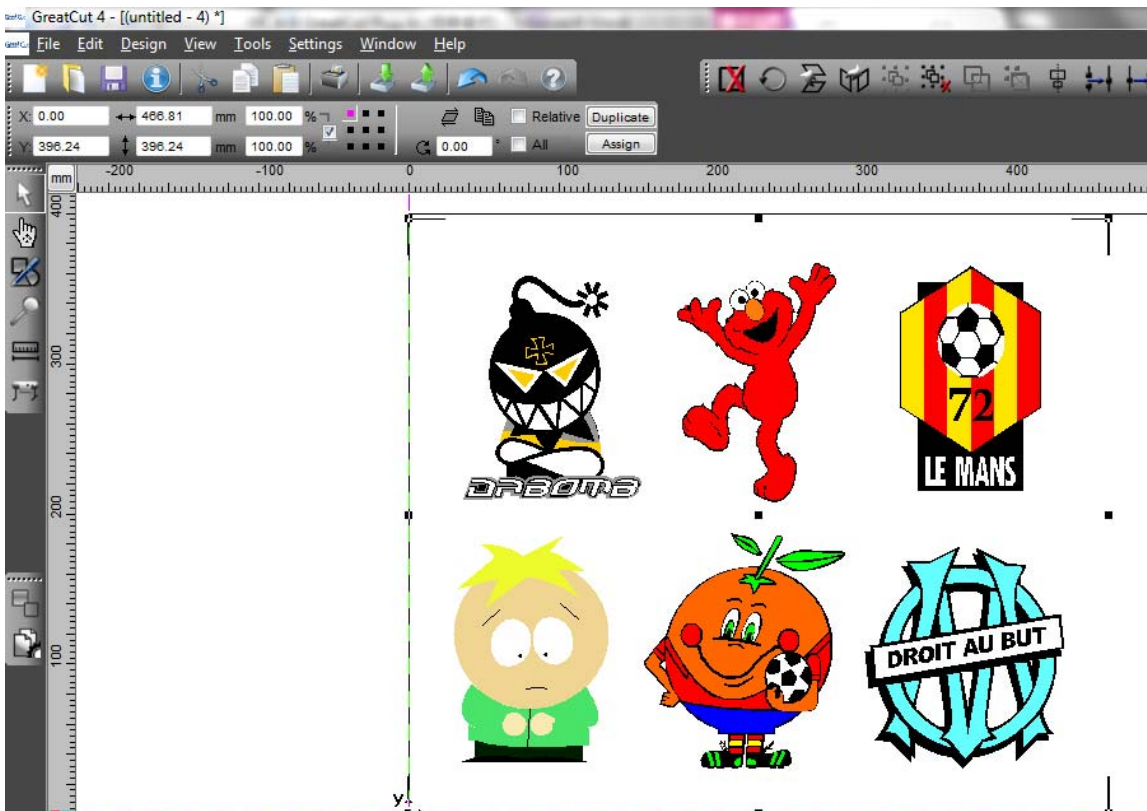 GreatCut 4 - [(untitled - 4) *]
File Edit Design View Tools Settings Window Help
X: 0.00 466.81 mm 100.00 % Relative Duplicate
Y: 396.24 396.24 mm 100.00 % 0.00 ° All Assign
mm -200 -100 0 100 200 300 400
400
300
200
100
72
LE MANS
DABOMB
DROIT AU BUT
Y